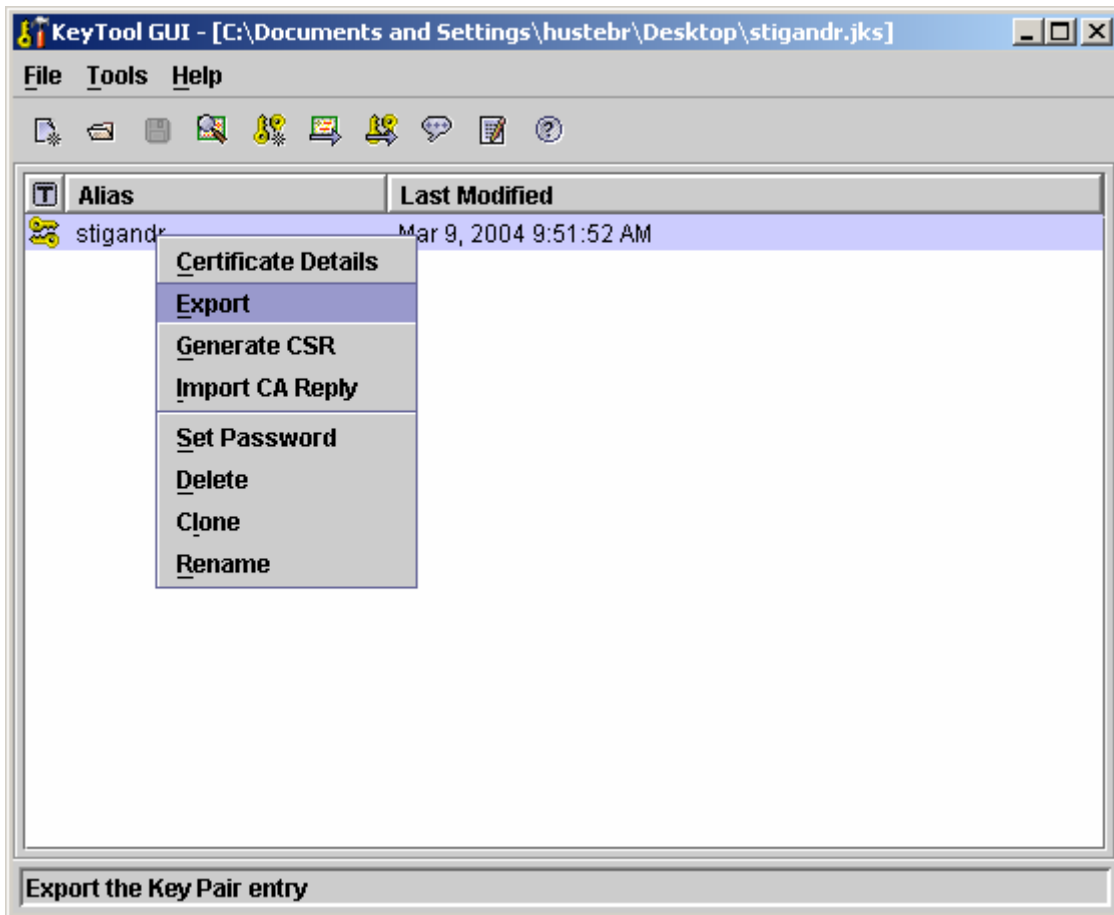 KeyTool GUI - [C:\Documents and Settings\hustebr\Desktop\stigandr.jks]
File Tools Help
T Alias Last Modified
stigandr Mar 9, 2004 9:51:52 AM
Certificate Details
Export
Generate CSR
Import CA Reply
Set Password
Delete
Clone
Rename
Export the Key Pair entry